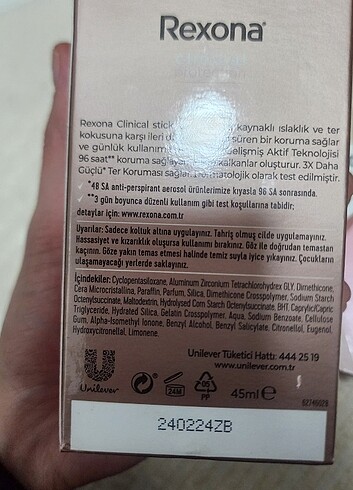 Rexona
Rexona Clinical stick kaynaklı ıslaklık ve ter
kokusuna karşı ileri süren bir koruma sağlar
ve günlük kullanım Gelişmiş Aktif Teknolojisi
96 saat** koruma kalkanlar oluşturur. 3X Daha
Güçlü* Ter Koruması sağlar. test edilmiştir.
*48 SA anti-perspirant aerosol ürünlerimize kıyasla 96 SA sonrasında.
**3 gün boyunca düzenli kullanım gibi test koşullarına tabidir;
detaylar için: www.rexona.com.tr
Uyarılar: Sadece koltuk altına uygulayınız. Tahriş olmuş cilde uygulamayınız.
Hassasiyet ve kızarıklık oluşursa kullanımı bırakınız. Göz ile doğrudan temastan
kaçının. Göze yakın temas etmesi halinde temiz suyla iyice yıkayınız. Çocukların
ulaşamayacağı yerlerde saklayınız.
İçindekiler: Cyclopentasiloxane, Aluminum Zirconium Tetrachlorohydrex GLY, Dimethicone,
Cera Microcristallina, Paraffin, Parfum, Silica, Dimethicone Crosspolymer, Sodium Starch
Octenylsuccinate, Maltodextrin, Hydrolysed Corn Starch Octenylsuccinate, BHT, Caprylic/Capric
Triglyceride, Hydrated Silica, Gelatin Crosspolymer, Aqua, Sodium Benzoate, Cellulose
Gum, Alpha-Isomethyl Ionone, Benzyl Alcohol, Benzyl Salicylate, Citronellol, Eugenol,
Hydroxycitronellal, Limonene.
Unilever Tüketici Hattı: 444 25 19
www.unilever.com.tr
Unilever
24M
05
PP
45ml e
240224ZB